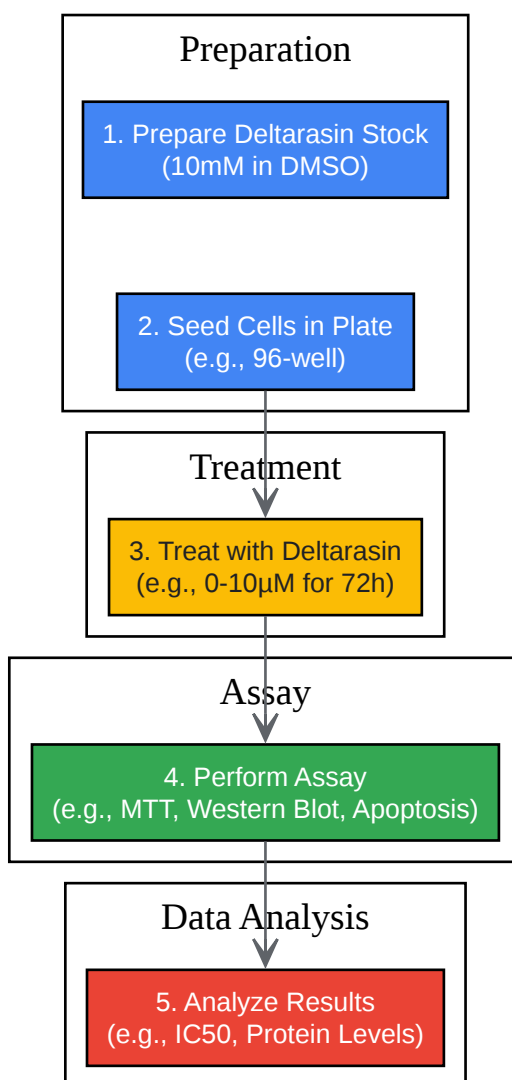 Preparation
1. Prepare Deltarasin Stock
(10mM in DMSO)
2. Seed Cells in Plate
(e.g., 96-well)
Treatment
3. Treat with Deltarasin
(e.g., 0-10µM for 72h)
Assay
4. Perform Assay
(e.g., MTT, Western Blot, Apoptosis)
Data Analysis
5. Analyze Results
(e.g., IC50, Protein Levels)